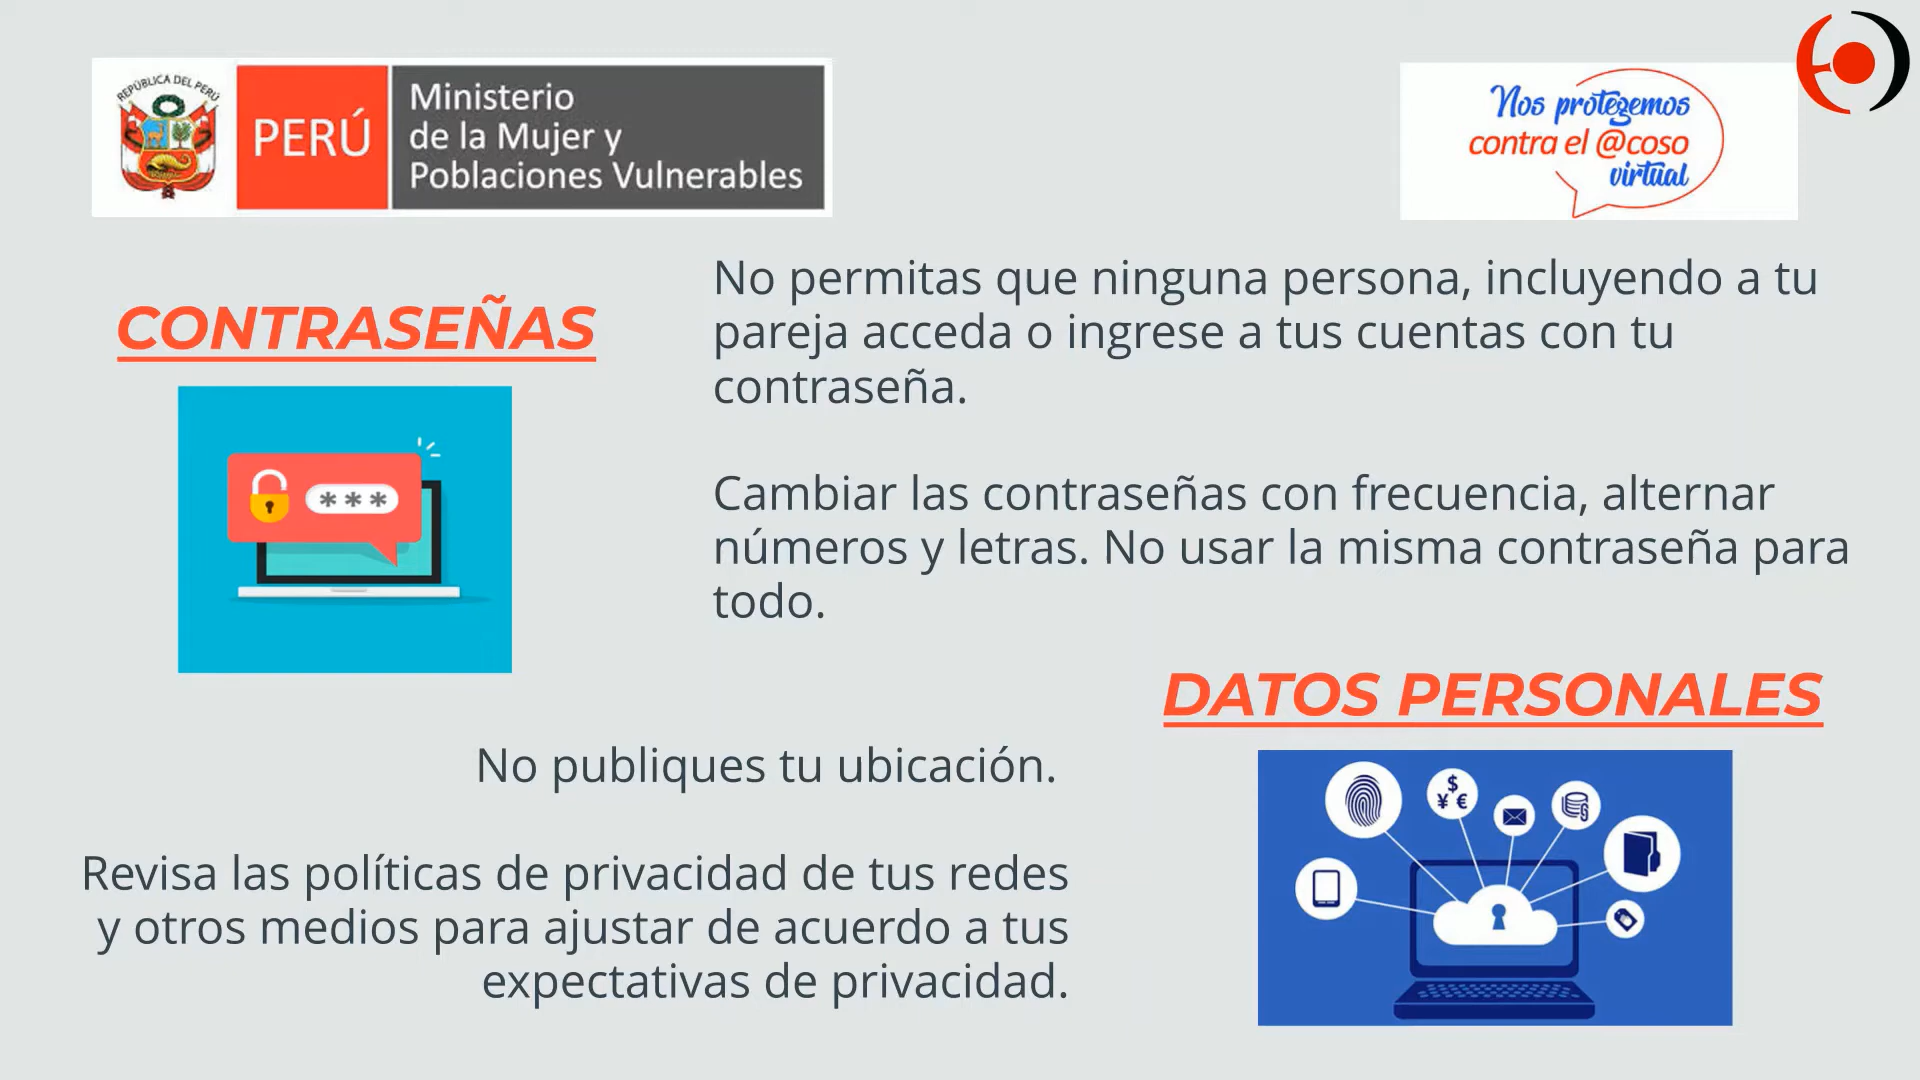 REPÚBLICA DEL PERÚ
PERÚ
Ministerio
de la Mujer y
Poblaciones Vulnerables
Nos protegemos
contra el @coso
virtual
CONTRASEÑAS
***
No permitas que ninguna persona, incluyendo a tu
pareja acceda o ingrese a tus cuentas con tu
contraseña.
Cambiar las contraseñas con frecuencia, alternar
números y letras. No usar la misma contraseña para
todo.
DATOS PERSONALES
$
¥ €
No publiques tu ubicación.
Revisa las políticas de privacidad de tus redes
y otros medios para ajustar de acuerdo a tus
expectativas de privacidad.